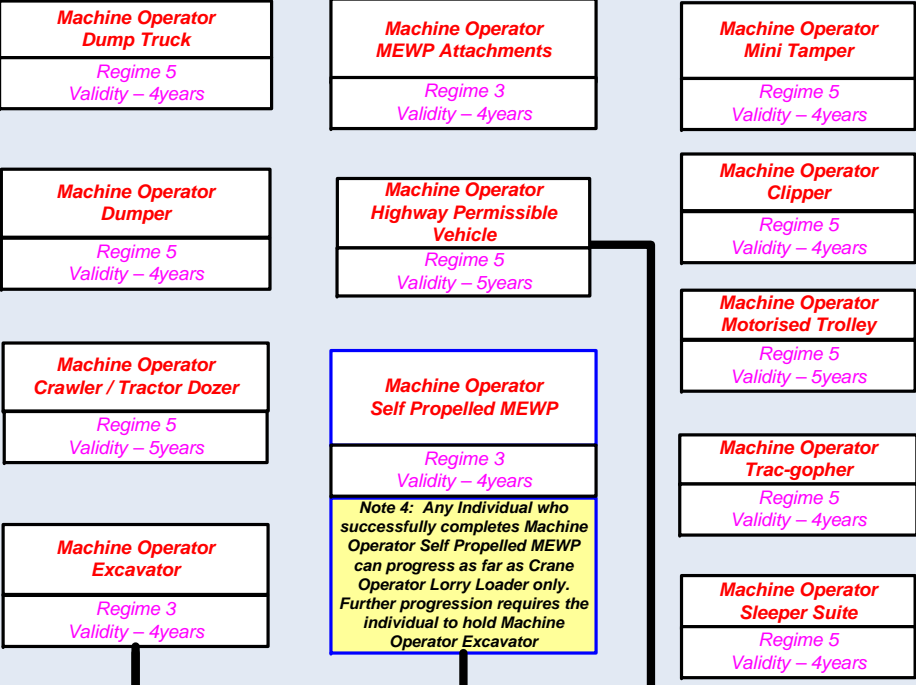 Machine Operator
Dump Truck
Regime 5
Validity – 4years
Machine Operator
Dumper
Regime 5
Validity – 4years
Machine Operator
Crawler / Tractor Dozer
Regime 5
Validity – 5years
Machine Operator
Excavator
Regime 3
Validity – 4years
Machine Operator
MEWP Attachments
Regime 3
Validity – 4years
Machine Operator
Highway Permissible
Vehicle
Regime 5
Validity – 5years
Machine Operator
Self Propelled MEWP
Regime 3
Validity – 4years
Note 4: Any Individual who
successfully completes Machine
Operator Self Propelled MEWP
can progress as far as Crane
Operator Lorry Loader only.
Further progression requires the
individual to hold Machine
Operator Excavator
Machine Operator
Mini Tamper
Regime 5
Validity – 4years
Machine Operator
Clipper
Regime 5
Validity – 4years
Machine Operator
Motorised Trolley
Regime 5
Validity – 5years
Machine Operator
Trac-gopher
Regime 5
Validity – 4years
Machine Operator
Sleeper Suite
Regime 5
Validity – 4years